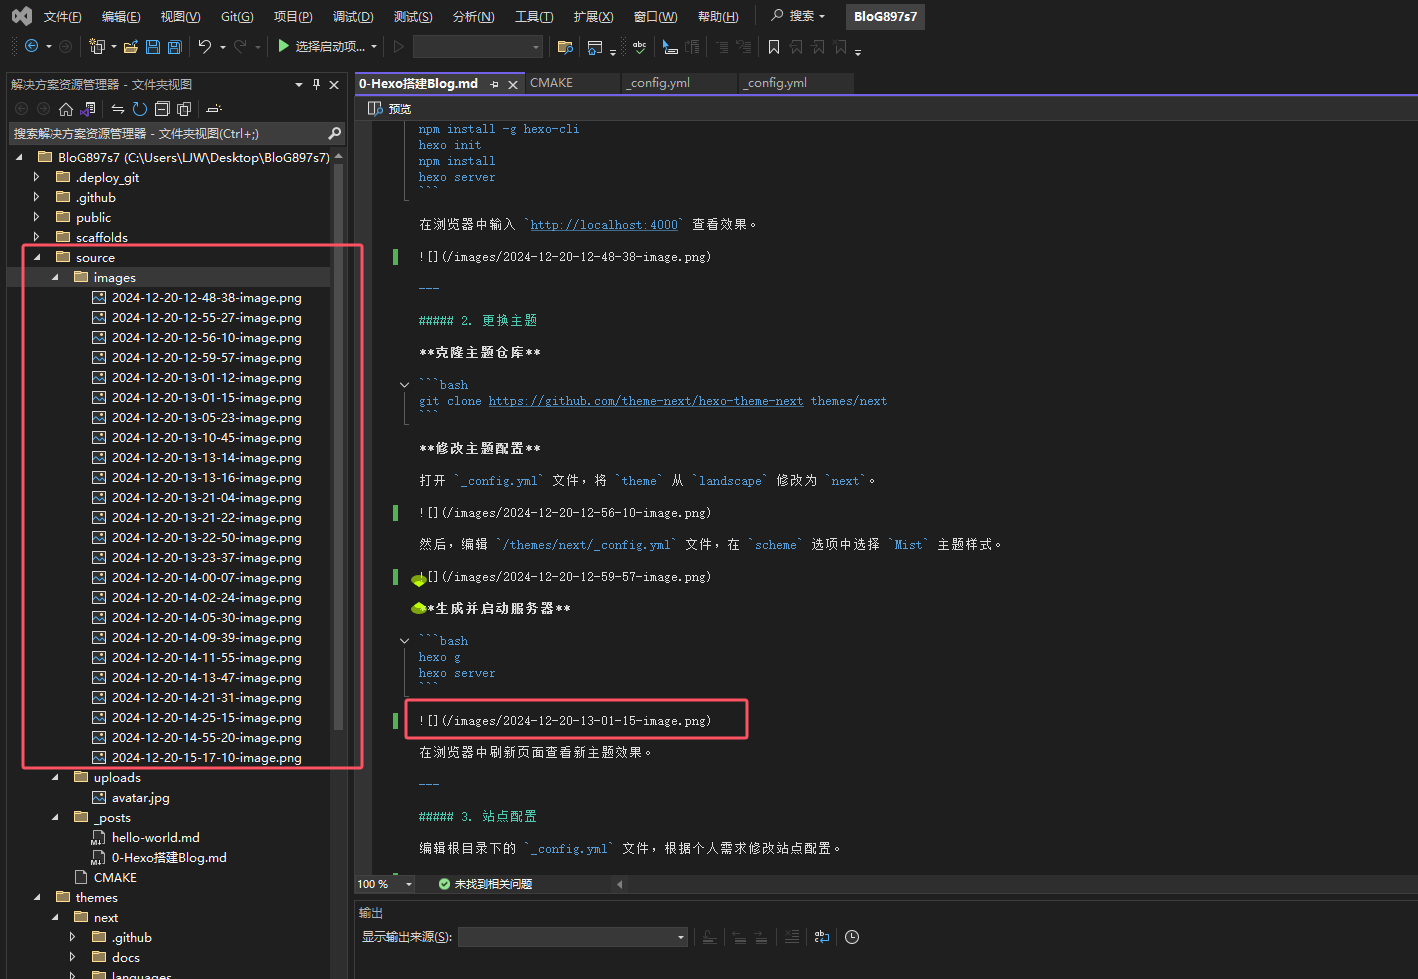 文件(F) 编辑(E) 视图(V) Git(G) 项目(P) 调试(D) 测试(S) 分析(N) 工具(T) 扩展(X) 窗口(W) 帮助(H) 搜索 BloG897s7
选择启动项... abc
解决方案资源管理器 - 文件夹视图
搜索解决方案资源管理器 - 文件夹视图(Ctrl+;)
BloG897s7 (C:\Users\LJW\Desktop\BloG897s7)
.deploy_git
.github
public
scaffolds
source
images
2024-12-20-12-48-38-image.png
2024-12-20-12-55-27-image.png
2024-12-20-12-56-10-image.png
2024-12-20-12-59-57-image.png
2024-12-20-13-01-12-image.png
2024-12-20-13-01-15-image.png
2024-12-20-13-05-23-image.png
2024-12-20-13-10-45-image.png
2024-12-20-13-13-14-image.png
2024-12-20-13-13-16-image.png
2024-12-20-13-21-04-image.png
2024-12-20-13-21-22-image.png
2024-12-20-13-22-50-image.png
2024-12-20-13-23-37-image.png
2024-12-20-14-00-07-image.png
2024-12-20-14-02-24-image.png
2024-12-20-14-05-30-image.png
2024-12-20-14-09-39-image.png
2024-12-20-14-11-55-image.png
2024-12-20-14-13-47-image.png
2024-12-20-14-21-31-image.png
2024-12-20-14-25-15-image.png
2024-12-20-14-55-20-image.png
2024-12-20-15-17-10-image.png
uploads
avatar.jpg
_posts
hello-world.md
0-Hexo搭建Blog.md
CMAKE
themes
next
.github
docs
languages
0-Hexo搭建Blog.md CMAKE _config.yml _config.yml
预览
npm install -g hexo-cli
hexo init
npm install
hexo server
```
在浏览器中输入 `http://localhost:4000` 查看效果。
![](/images/2024-12-20-12-48-38-image.png)
---
##### 2. 更换主题
**克隆主题仓库**
```bash
git clone https://github.com/theme-next/hexo-theme-next themes/next
```
**修改主题配置**
打开 `_config.yml` 文件，将 `theme` 从 `landscape` 修改为 `next`。
![](/images/2024-12-20-12-56-10-image.png)
然后，编辑 `/themes/next/_config.yml` 文件，在 `scheme` 选项中选择 `Mist` 主题样式。
[](/images/2024-12-20-12-59-57-image.png)
*生成并启动服务器**
```bash
hexo g
hexo server
```
![](/images/2024-12-20-13-01-15-image.png)
在浏览器中刷新页面查看新主题效果。
---
##### 3. 站点配置
编辑根目录下的 `_config.yml` 文件，根据个人需求修改站点配置。
100 % 未找到相关问题
输出
显示输出来源(S):